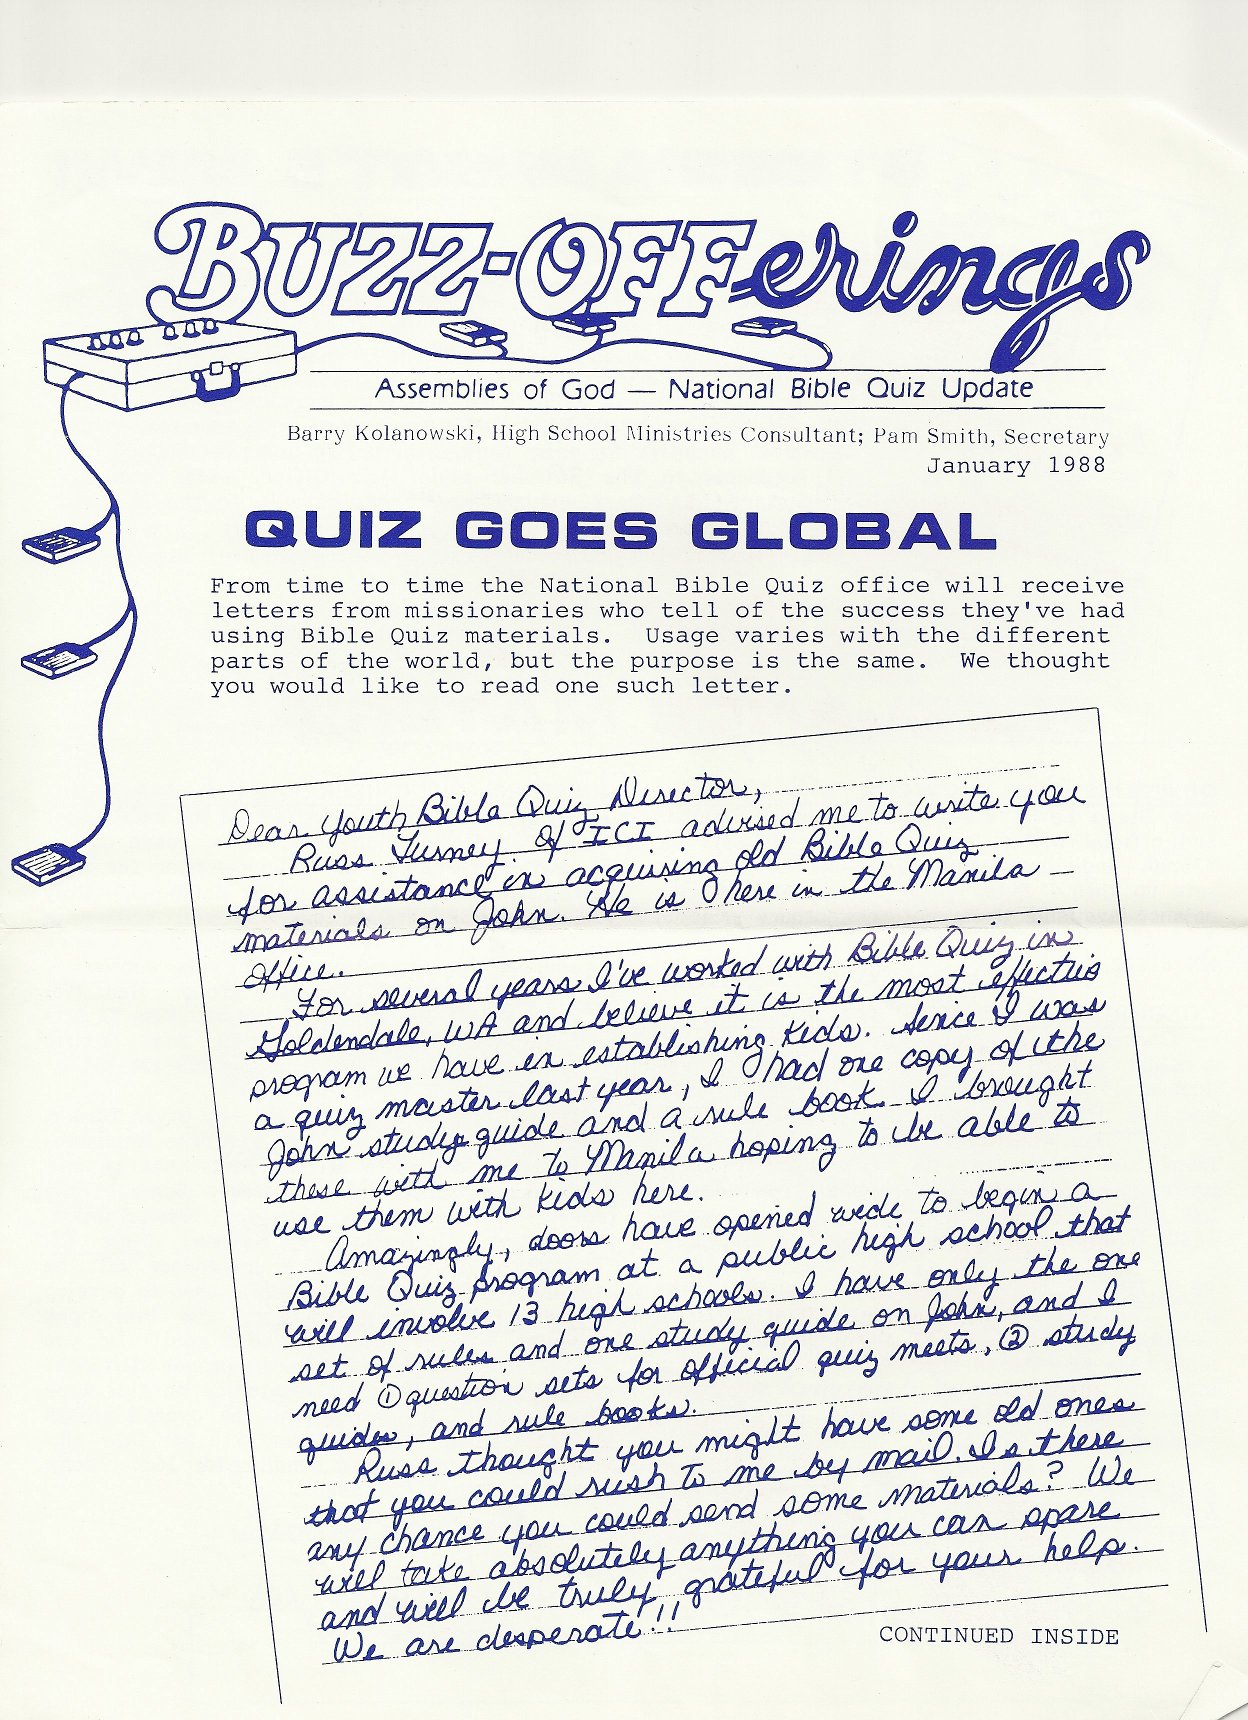 BUZZ-OFFerings
Assemblies of God — National Bible Quiz Update
Barry Kolanowski, High School Ministries Consultant; Pam Smith, Secretary
January 1988
QUIZ GOES GLOBAL
From time to time the National Bible Quiz office will receive
letters from missionaries who tell of the success they've had
using Bible Quiz materials.  Usage varies with the different
parts of the world, but the purpose is the same.  We thought
you would like to read one such letter.
Dear Youth Bible Quiz Director,
Russ Turney of ICI advised me to write you
for assistance in acquiring old Bible Quiz
materials on John. He is here in the Manila
office.
For several years I've worked with Bible Quiz in
Goldendale, WA and believe it is the most effective
program we have in establishing kids. Since I was
a quiz master last year, I had one copy of the
John study guide and a rule book. I brought
these with me to Manila hoping to be able to
use them with kids here.
Amazingly, doors have opened wide to begin a
Bible Quiz program at a public high school that
will involve 13 high schools. I have only the one
set of rules and one study guide on John, and I
need ① question sets for official quiz meets, ② study
guides, and rule books.
Russ thought you might have some old ones
that you could rush to me by mail. Is there
any chance you could send some materials? We
will take absolutely anything you can spare
and will be truly grateful for your help.
We are desperate!!
CONTINUED INSIDE